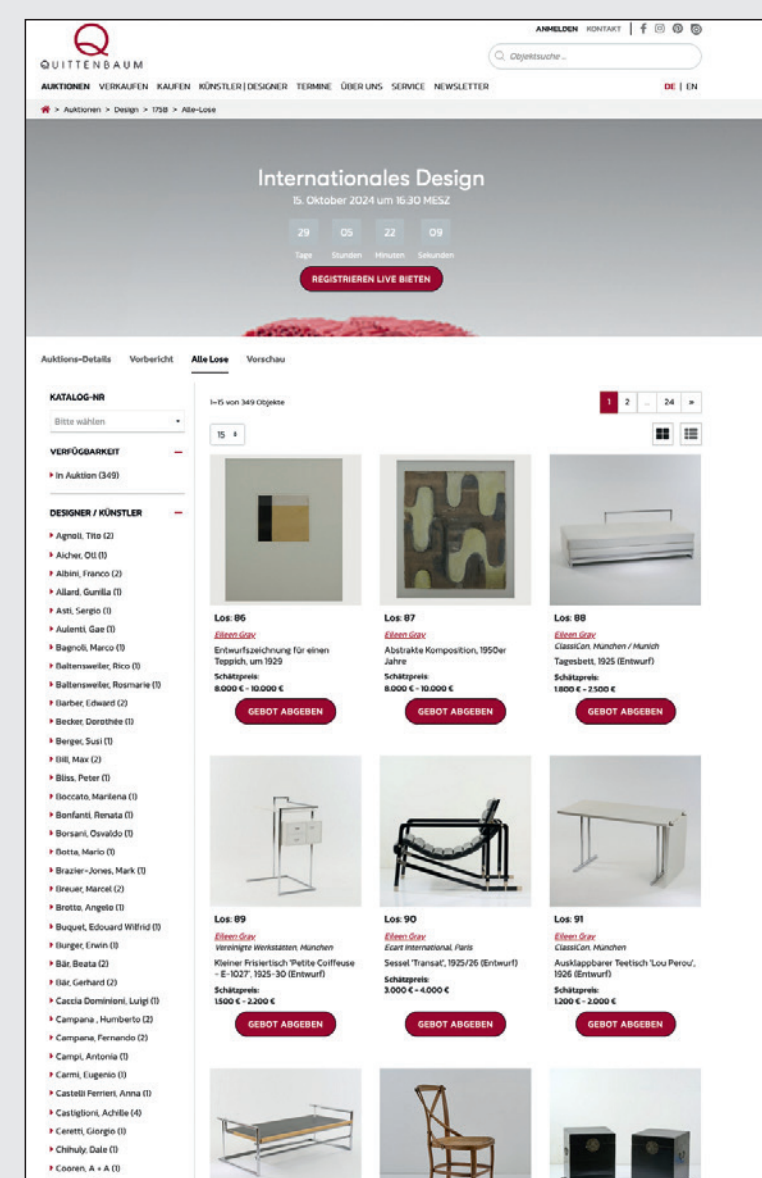 ANMELDEN KONTAKT
QUITTENBAUM
Objektsuche ..
AUKTIONEN VERKAUFEN KAUFEN KÜNSTLER|DESIGNER TERMINE ÜBER UNS SERVICE NEWSLETTER
DE | EN
> Auktionen > Design > 175B > Alle-Lose
Internationales Design
15. Oktober 2024 um 16:30 MESZ
29 05 22 09
Tage Stunden Minuten Sekunden
REGISTRIEREN LIVE BIETEN
Auktions-Details Vorbericht Alle Lose Vorschau
KATALOG-NR
Bitte wählen
VERFÜGBARKEIT
In Auktion (349)
DESIGNER / KÜNSTLER
Agnoli, Tito (2)
Aicher, Otl (1)
Albini, Franco (2)
Allard, Gunilla (1)
Asti, Sergio (1)
Aulenti, Gae (1)
Bagnoli, Marco (1)
Baltensweiler, Rico (1)
Baltensweiler, Rosmarie (1)
Barber, Edward (2)
Becker, Dorothée (1)
Berger, Susi (1)
Bill, Max (2)
Bliss, Peter (1)
Boccato, Marilena (1)
Bonfanti, Renata (1)
Borsani, Osvaldo (1)
Botta, Mario (1)
Brazier-Jones, Mark (1)
Breuer, Marcel (2)
Brotto, Angelo (1)
Buquet, Edouard Wilfrid (1)
Burger, Erwin (1)
Bär, Beata (2)
Bär, Gerhard (2)
Caccia Dominioni, Luigi (1)
Campana , Humberto (2)
Campana, Fernando (2)
Campi, Antonia (1)
Carmi, Eugenio (1)
Castelli Ferrieri, Anna (1)
Castiglioni, Achille (4)
Ceretti, Giorgio (1)
Chihuly, Dale (1)
Cooren, A + A (1)
1-15 von 349 Objekte
1 2 ... 24 »
15
Los: 86
Eileen Gray
Entwurfszeichnung für einen
Teppich, um 1929
Schätzpreis:
8.000 € - 10.000 €
GEBOT ABGEBEN
Los: 87
Eileen Gray
Abstrakte Komposition, 1950er
Jahre
Schätzpreis:
8.000 € - 10.000 €
GEBOT ABGEBEN
Los: 88
Eileen Gray
ClassiCon, München / Munich
Tagesbett, 1925 (Entwurf)
Schätzpreis:
1.800 € - 2.500 €
GEBOT ABGEBEN
Los: 89
Eileen Gray
Vereinigte Werkstätten, München
Kleiner Frisiertisch 'Petite Coiffeuse
- E-1027', 1925-30 (Entwurf)
Schätzpreis:
1.500 € - 2.200 €
GEBOT ABGEBEN
Los: 90
Eileen Gray
Ecart International, Paris
Sessel 'Transat', 1925/26 (Entwurf)
Schätzpreis:
3.000 € - 4.000 €
GEBOT ABGEBEN
Los: 91
Eileen Gray
ClassiCon, München
Ausklappbarer Teetisch 'Lou Perou',
1926 (Entwurf)
Schätzpreis:
1.200 € - 2.000 €
GEBOT ABGEBEN